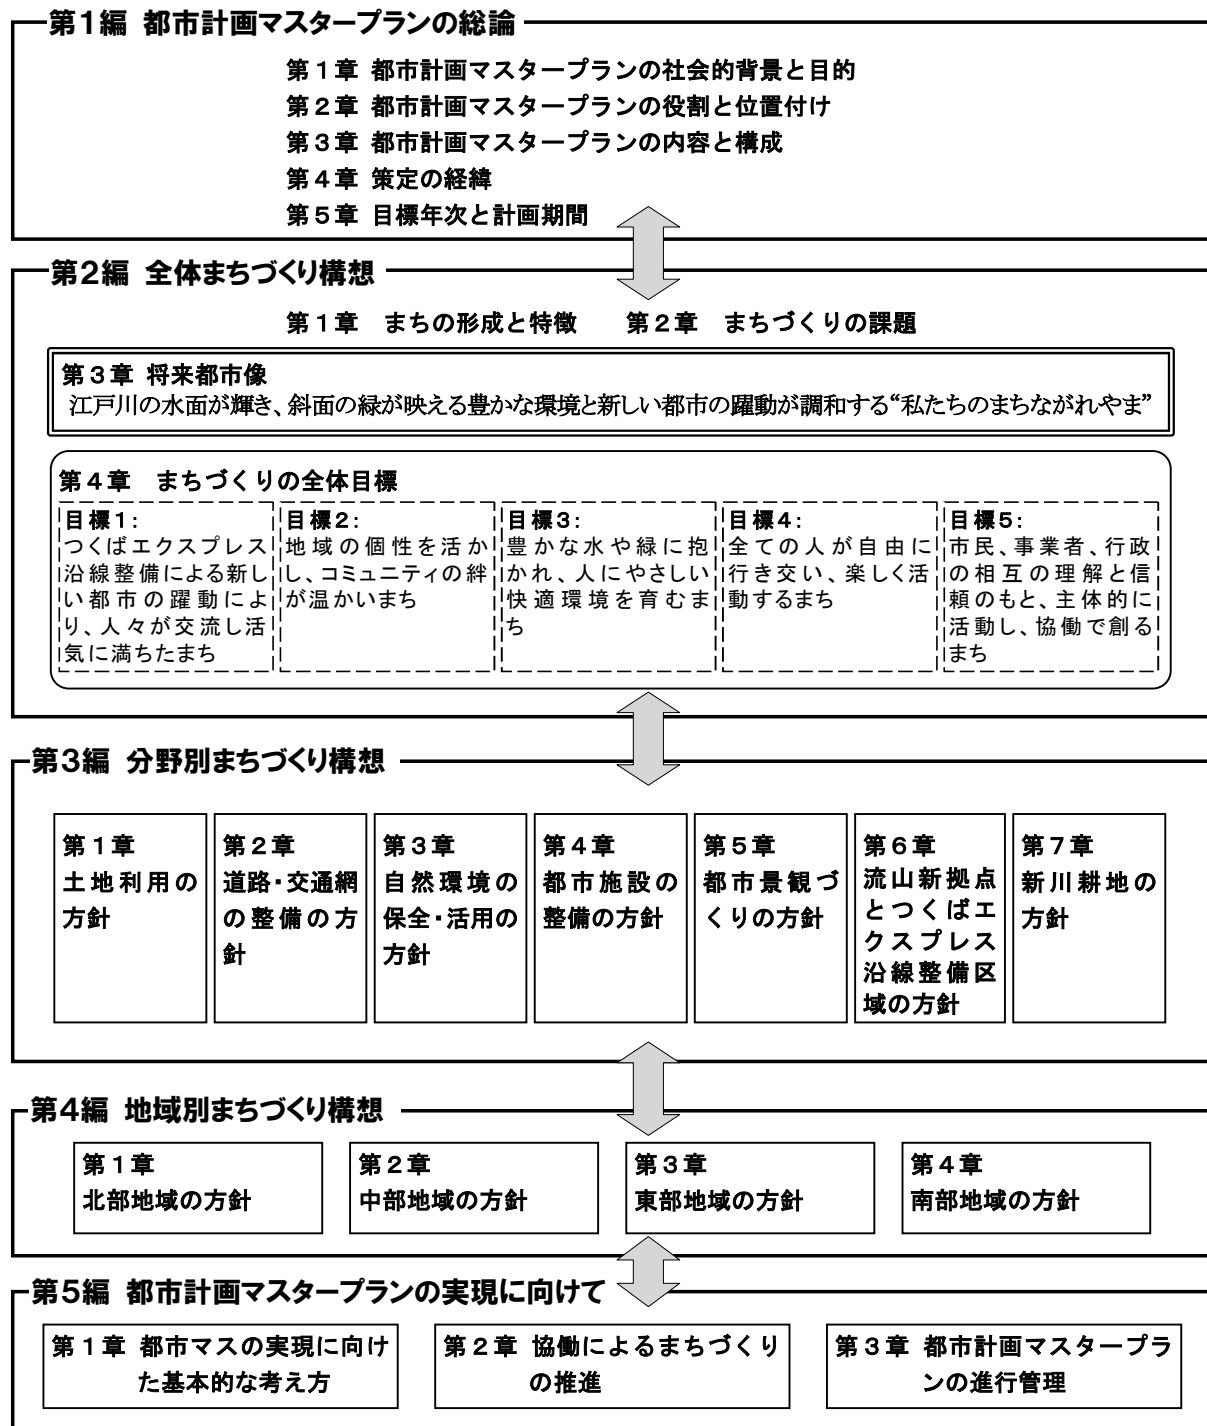 第1編 都市計画マスタープランの総論
第１章 都市計画マスタープランの社会的背景と目的
第２章 都市計画マスタープランの役割と位置付け
第３章 都市計画マスタープランの内容と構成
第４章 策定の経緯
第５章 目標年次と計画期間
第2編 全体まちづくり構想
第１章　まちの形成と特徴　　第２章　まちづくりの課題
第３章 将来都市像
江戸川の水面が輝き、斜面の緑が映える豊かな環境と新しい都市の躍動が調和する“私たちのまちながれやま”
第４章　まちづくりの全体目標
目標1：
つくばエクスプレス
沿線整備による新し
い都市の躍動によ
り、人々が交流し活
気に満ちたまち
目標2：
地域の個性を活か
し、コミュニティの絆
が温かいまち
目標3：
豊かな水や緑に抱
かれ、人にやさしい
快適環境を育むま
ち
目標4：
全ての人が自由に
行き交い、楽しく活
動するまち
目標5：
市民、事業者、行政
の相互の理解と信
頼のもと、主体的に
活動し、協働で創る
まち
第3編 分野別まちづくり構想
第１章
土地利用の
方針
第２章
道路・交通網
の整備の方
針
第３章
自然環境の
保全・活用の
方針
第４章
都市施設の
整備の方針
第５章
都市景観づ
くりの方針
第６章
流山新拠点
とつくばエ
クスプレス
沿線整備区
域の方針
第７章
新川耕地の
方針
第4編 地域別まちづくり構想
第１章
北部地域の方針
第２章
中部地域の方針
第３章
東部地域の方針
第４章
南部地域の方針
第5編 都市計画マスタープランの実現に向けて
第１章 都市マスの実現に向け
た基本的な考え方
第２章 協働によるまちづくり
の推進
第３章 都市計画マスタープラ
ンの進行管理